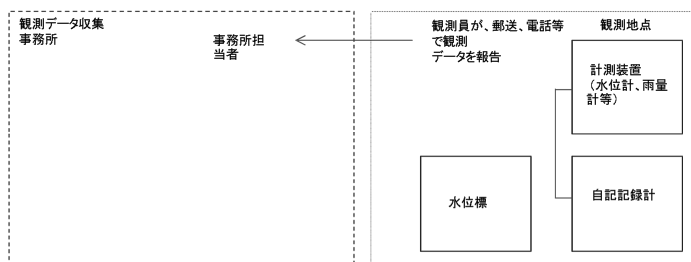 観測データ収集
事務所
事務所担
当者
観測員が、郵送、電話等
で観測
データを報告
観測地点
計測装置
（水位計、雨量
計等）
水位標
自記記録計